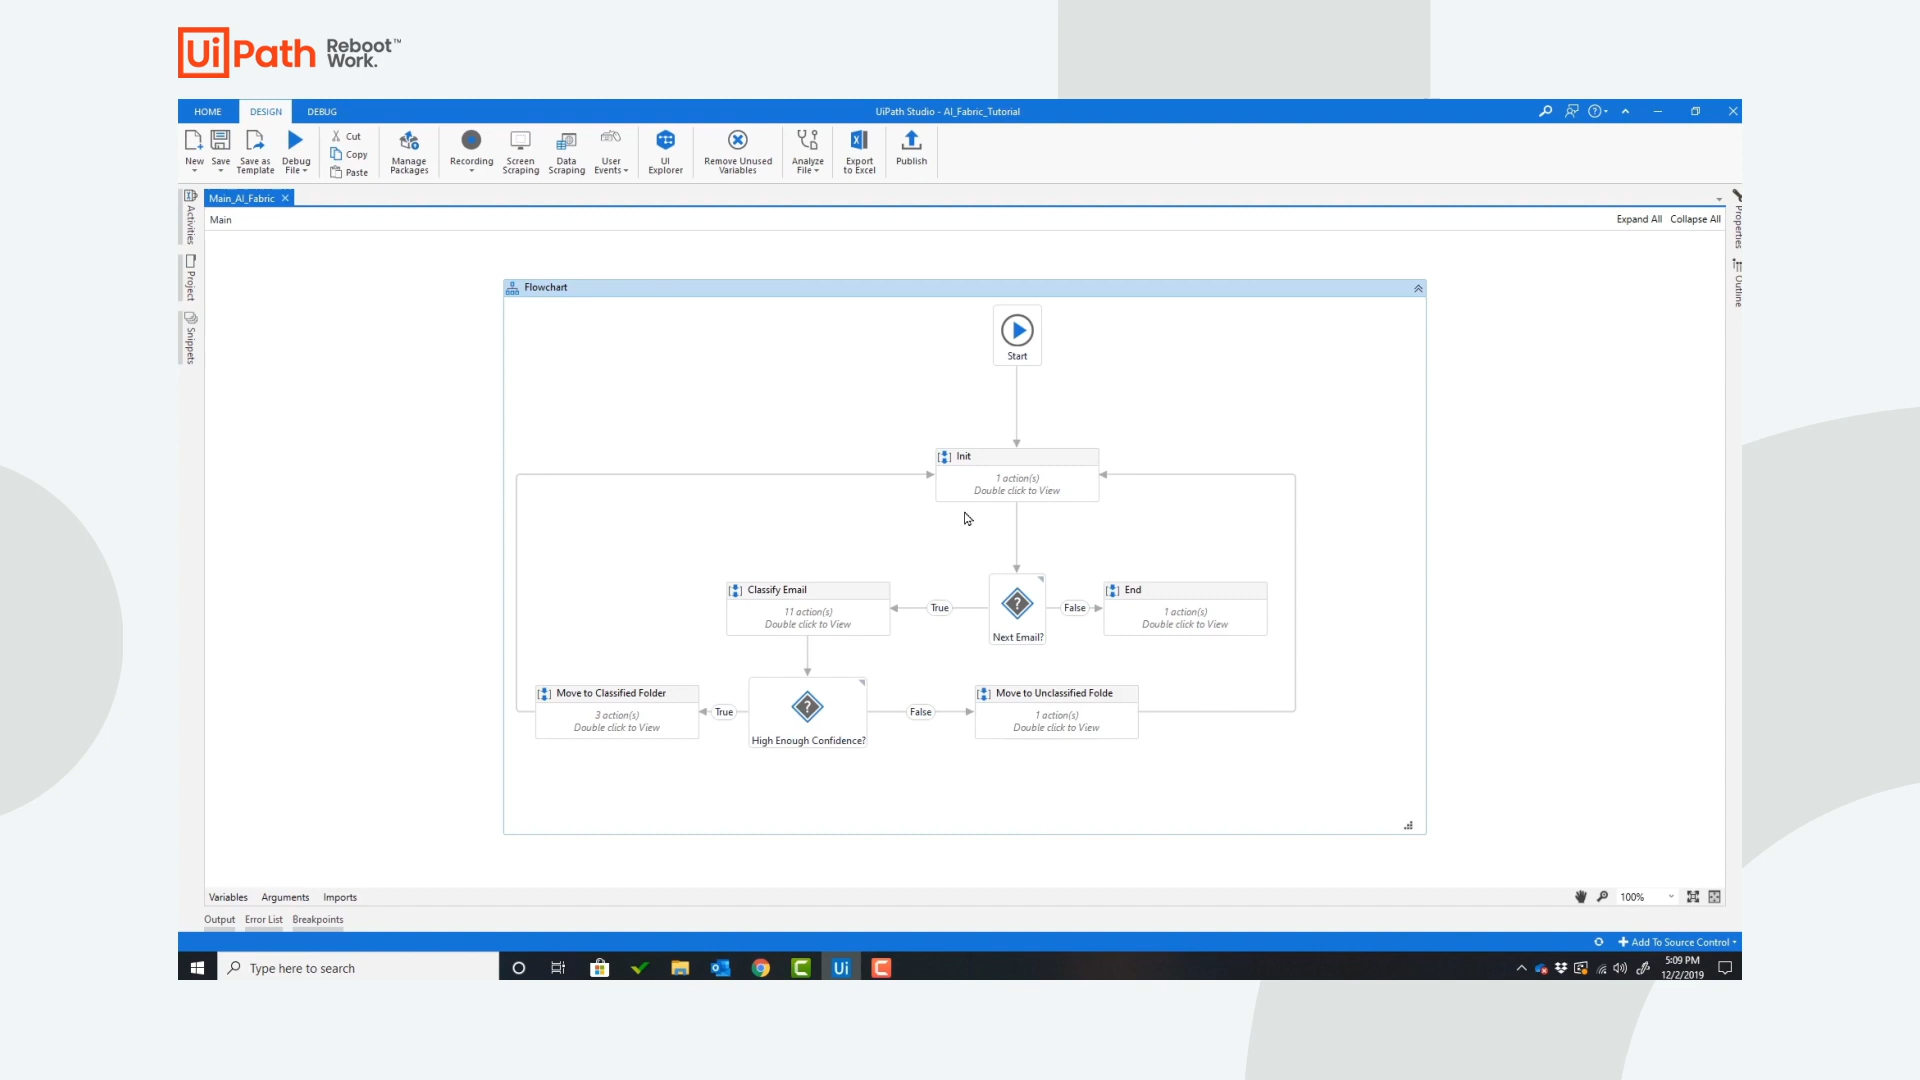 UiPath Reboot™
Work.
HOME DESIGN DEBUG UiPath Studio - AI_Fabric_Tutorial
New Save Save as Template Debug File Cut Copy Paste Manage Packages Recording Screen Scraping Data Scraping User Events UI Explorer Remove Unused Variables Analyze File Export to Excel Publish
Main_AI_Fabric
Main Expand All Collapse All
Activities
Project
Snippets
Properties
Outline
Flowchart
Start
Init
1 action(s)
Double click to View
Classify Email
11 action(s)
Double click to View
True
Next Email?
False
End
1 action(s)
Double click to View
Move to Classified Folder
3 action(s)
Double click to View
True
High Enough Confidence?
False
Move to Unclassified Folde
1 action(s)
Double click to View
Variables Arguments Imports 100%
Output Error List Breakpoints
Add To Source Control
Type here to search
Ui
5:09 PM
12/2/2019